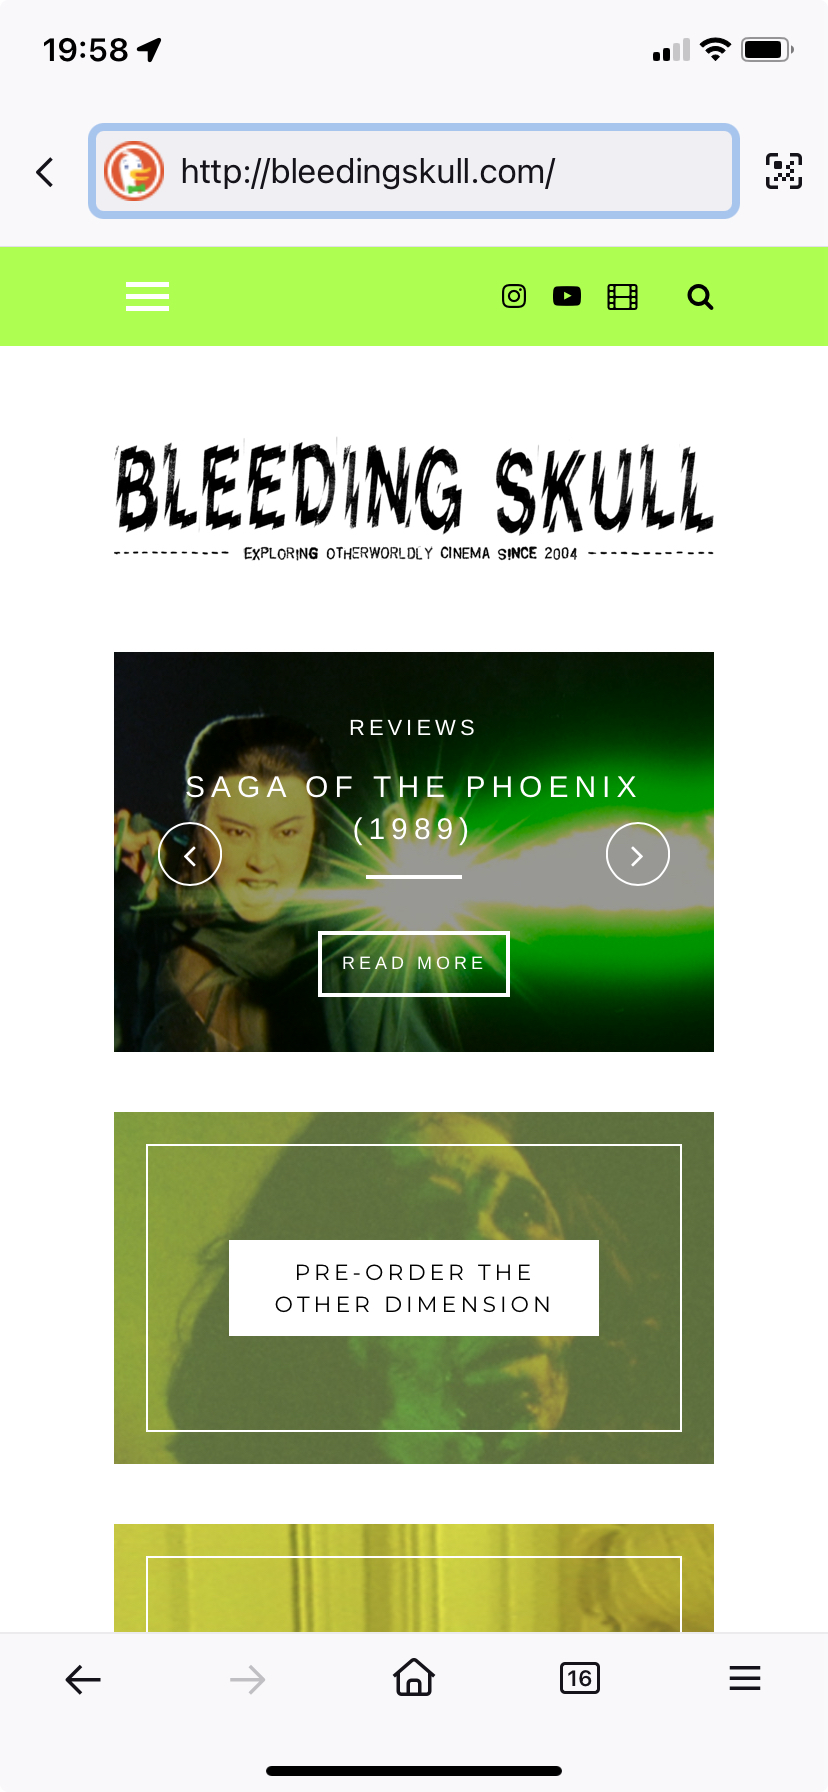 19:58
http://bleedingskull.com/
BLEEDING SKULL
EXPLORING OTHERWORLDLY CINEMA SINCE 2004
REVIEWS
SAGA OF THE PHOENIX
(1989)
READ MORE
PRE-ORDER THE
OTHER DIMENSION
16